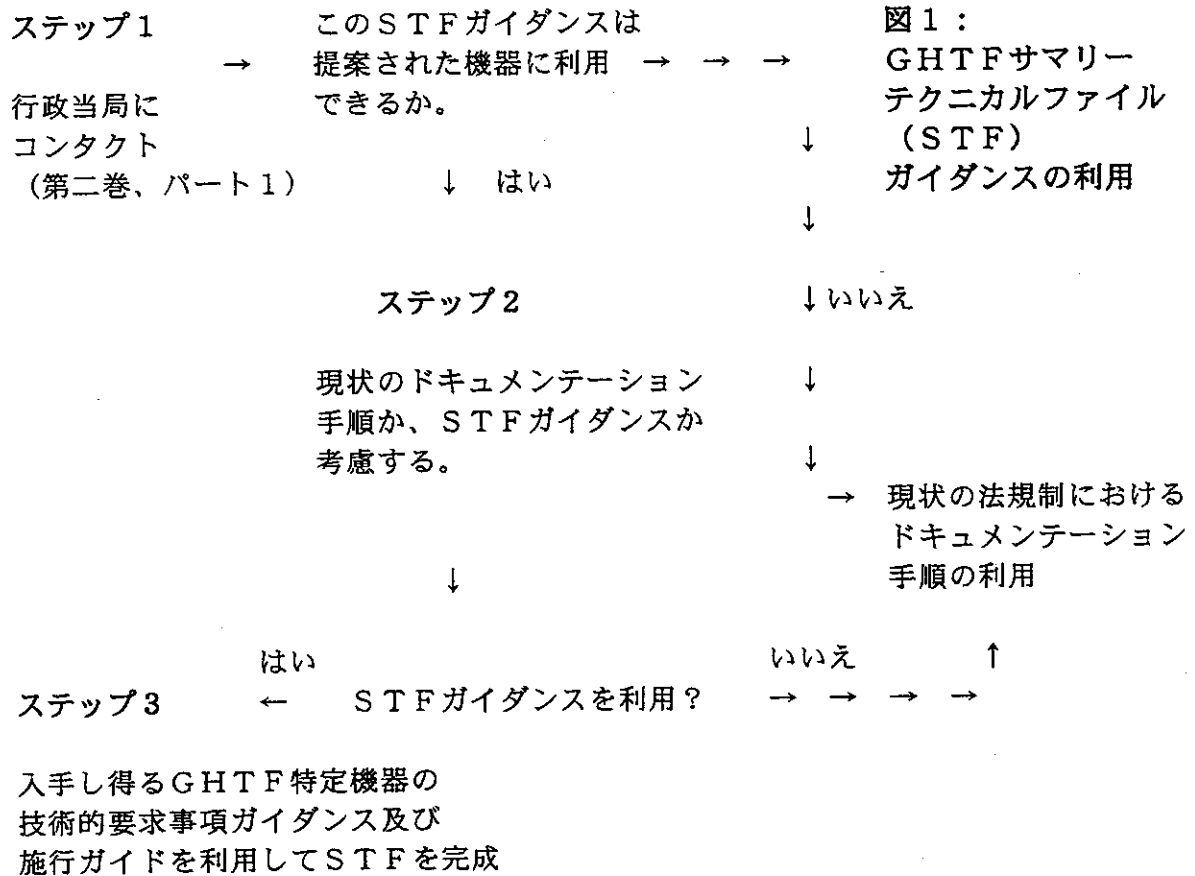 ステップ１
→
行政当局に
コンタクト
（第二巻、パート１）
このＳＴＦガイダンスは
提案された機器に利用 → → →
できるか。
↓ はい
図１：
ＧＨＴＦサマリー
テクニカルファイル
（ＳＴＦ）
ガイダンスの利用
↓
↓
↓いいえ
↓
↓
ステップ２
現状のドキュメンテーション
手順か、ＳＴＦガイダンスか
考慮する。
→ 現状の法規制における
ドキュメンテーション
手順の利用
↓
はい いいえ ↑
ステップ３ ← ＳＴＦガイダンスを利用？ → → → →
入手し得るＧＨＴＦ特定機器の
技術的要求事項ガイダンス及び
施行ガイドを利用してＳＴＦを完成